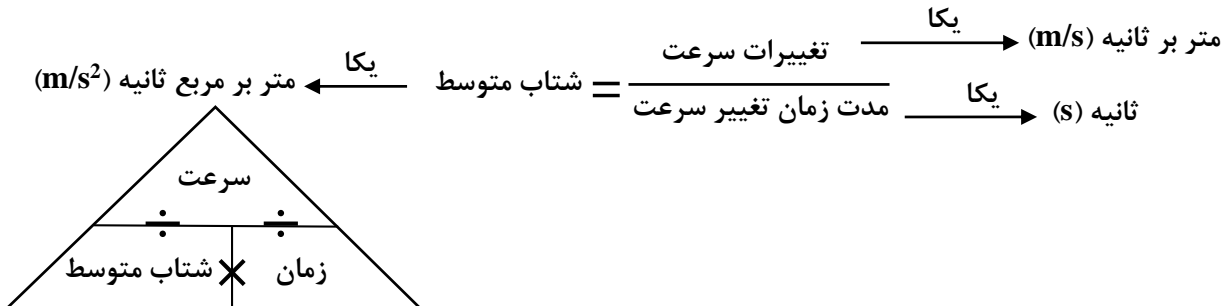 شتاب متوسط = تغییرات سرعت یکا متر بر ثانیه (m/s)
مدت زمان تغییر سرعت یکا ثانیه (s)
یکا متر بر مربع ثانیه (m/s²)
سرعت
÷ ÷
زمان × شتاب متوسط